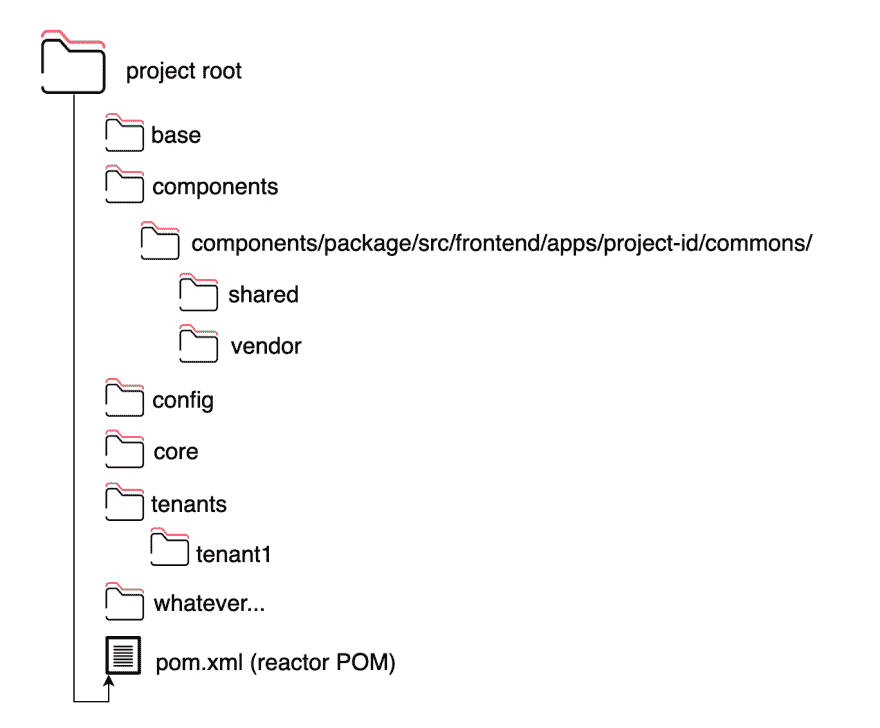 project root
base
components
components/package/src/frontend/apps/project-id/commons/
shared
vendor
config
core
tenants
tenant1
whatever...
pom.xml (reactor POM)